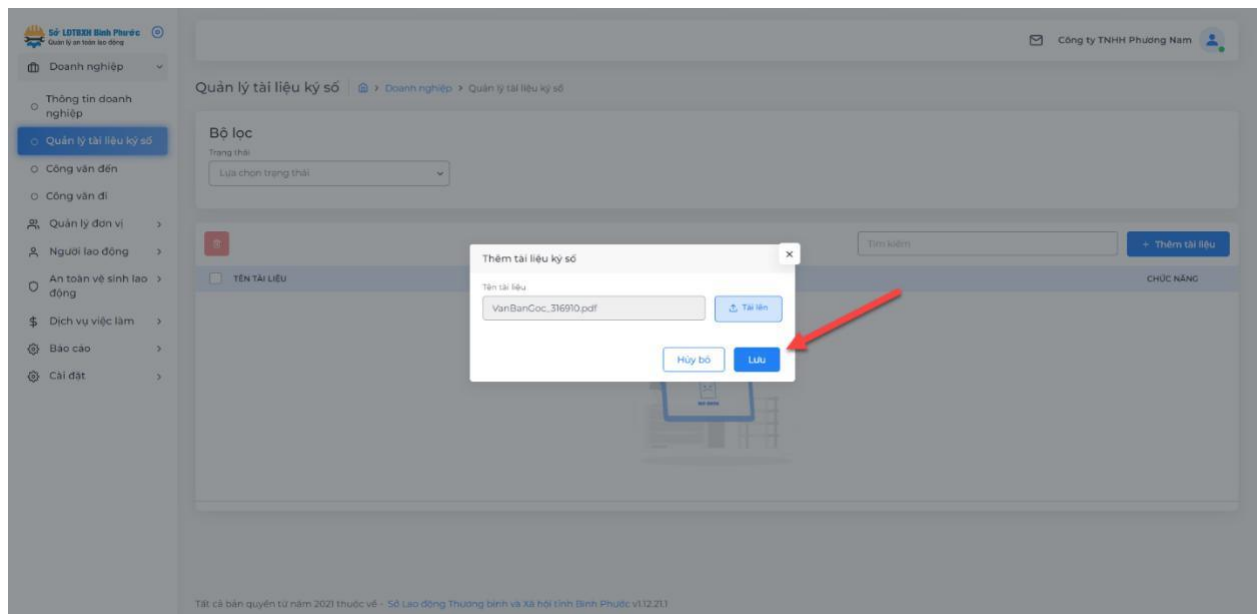 Sở LĐTBXH Bình Phước
Quản lý an toàn lao động
Công ty TNHH Phương Nam
Doanh nghiệp
Thông tin doanh
nghiệp
Quản lý tài liệu ký số
Công văn đến
Công văn đi
Quản lý đơn vị
Người lao động
An toàn vệ sinh lao
động
Dịch vụ việc làm
Báo cáo
Cài đặt
Quản lý tài liệu ký số
Doanh nghiệp > Quản lý tài liệu ký số
Bộ lọc
Trạng thái
Lựa chọn trạng thái
Tìm kiếm
+ Thêm tài liệu
TÊN TÀI LIỆU
CHỨC NĂNG
Thêm tài liệu ký số
Tên tài liệu
VanBanGoc_316910.pdf
Tải lên
Hủy bỏ
Lưu
NO DATA
Tất cả bản quyền từ năm 2021 thuộc về - Sở Lao động Thương binh và Xã hội tỉnh Bình Phước v1.12.21.1